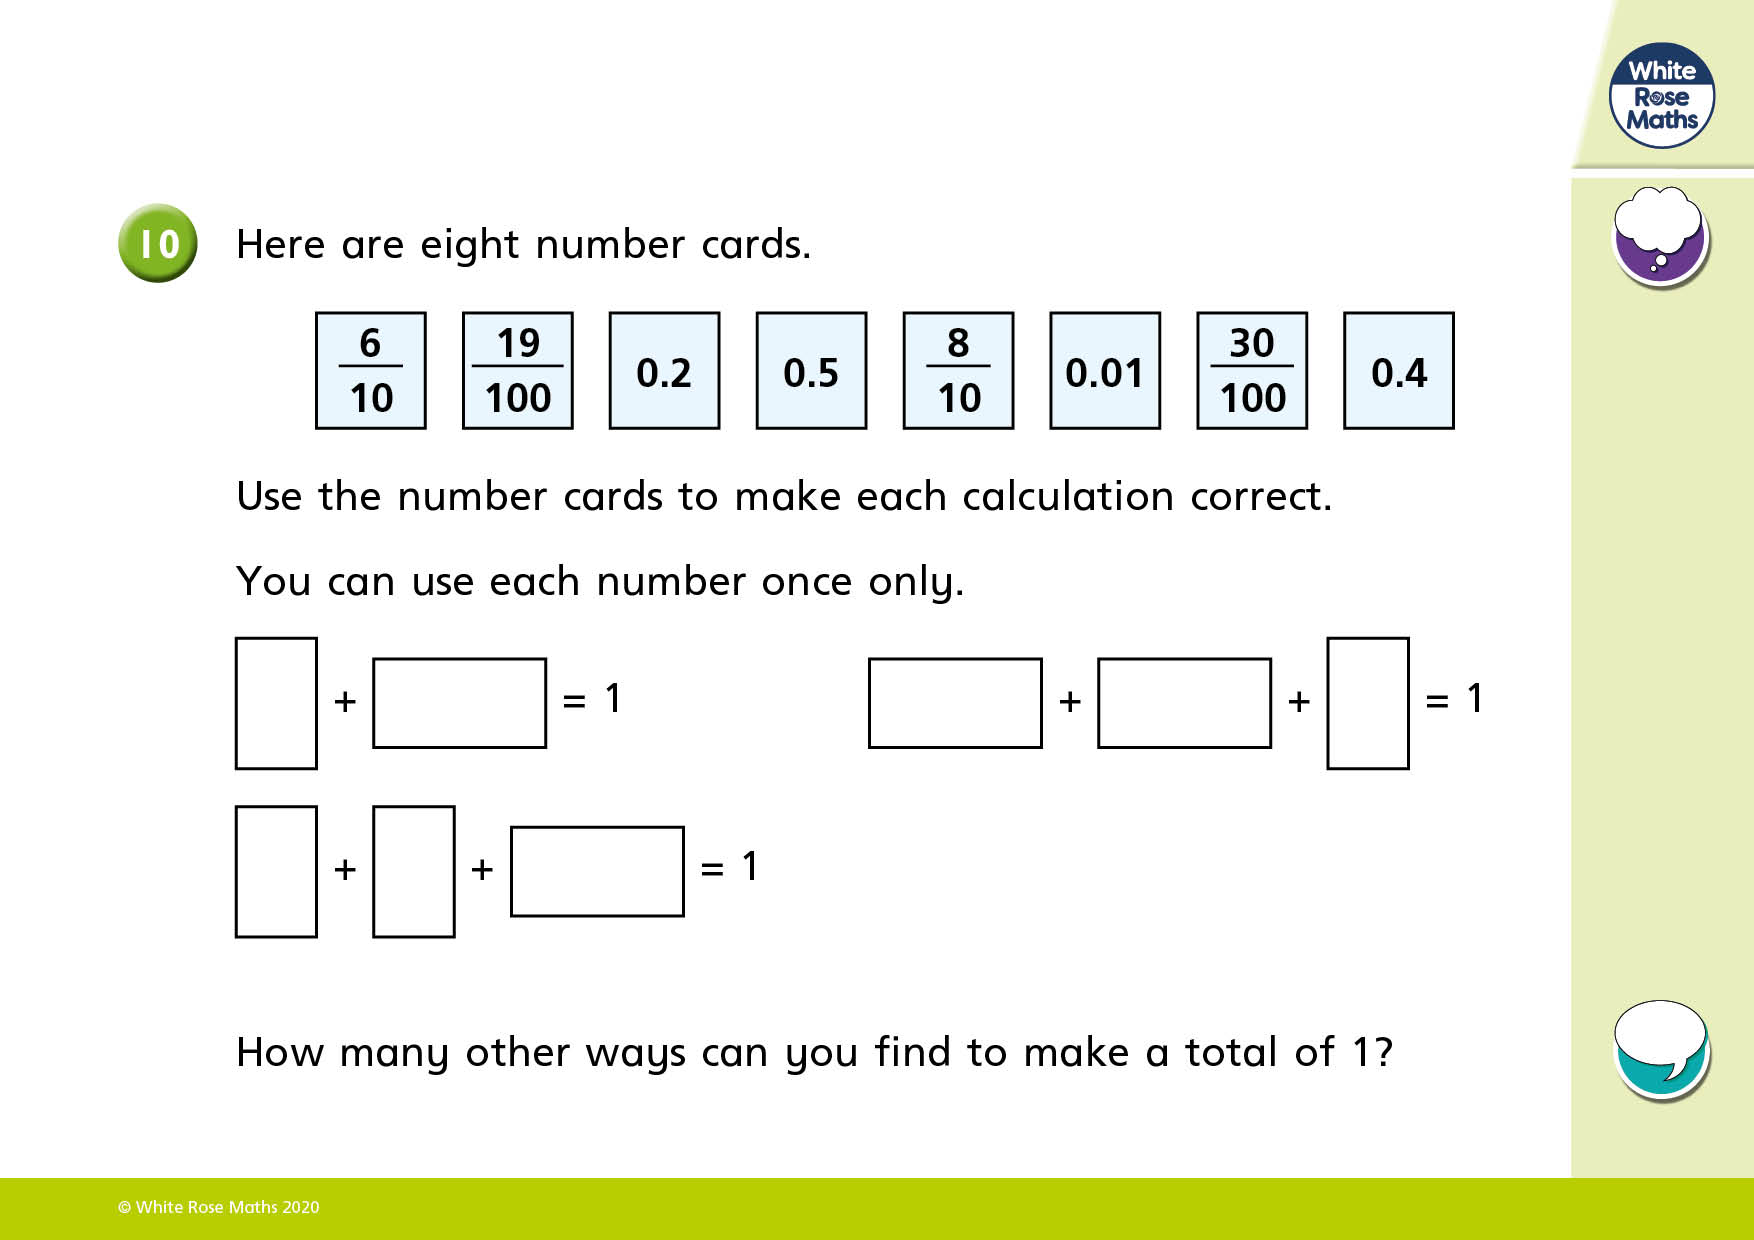 White
Rose
Maths
10 Here are eight number cards.
6/10 19/100 0.2 0.5 8/10 0.01 30/100 0.4
Use the number cards to make each calculation correct.
You can use each number once only.
+ = 1 + + = 1
+ + = 1
How many other ways can you find to make a total of 1?
© White Rose Maths 2020